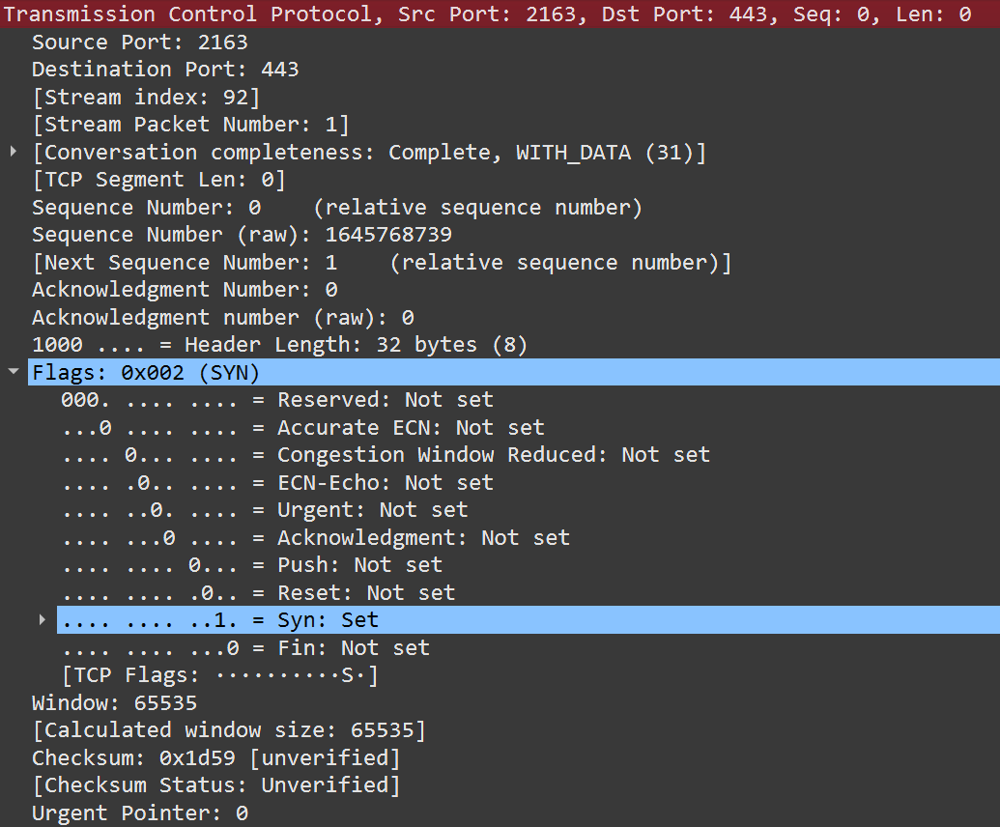 Transmission Control Protocol, Src Port: 2163, Dst Port: 443, Seq: 0, Len: 0
Source Port: 2163
Destination Port: 443
[Stream index: 92]
[Stream Packet Number: 1]
[Conversation completeness: Complete, WITH_DATA (31)]
[TCP Segment Len: 0]
Sequence Number: 0    (relative sequence number)
Sequence Number (raw): 1645768739
[Next Sequence Number: 1    (relative sequence number)]
Acknowledgment Number: 0
Acknowledgment number (raw): 0
1000 .... = Header Length: 32 bytes (8)
Flags: 0x002 (SYN)
000. .... .... = Reserved: Not set
...0 .... .... = Accurate ECN: Not set
.... 0... .... = Congestion Window Reduced: Not set
.... .0.. .... = ECN-Echo: Not set
.... ..0. .... = Urgent: Not set
.... ...0 .... = Acknowledgment: Not set
.... .... 0... = Push: Not set
.... .... .0.. = Reset: Not set
.... .... ..1. = Syn: Set
.... .... ...0 = Fin: Not set
[TCP Flags: ··········S·]
Window: 65535
[Calculated window size: 65535]
Checksum: 0x1d59 [unverified]
[Checksum Status: Unverified]
Urgent Pointer: 0